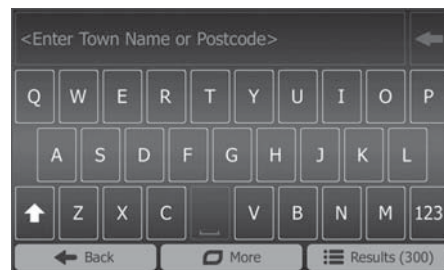 <Enter Town Name or Postcode>
Q W E R T Y U I O P
A S D F G H J K L
Z X C V B N M 123
Back More Results (300)